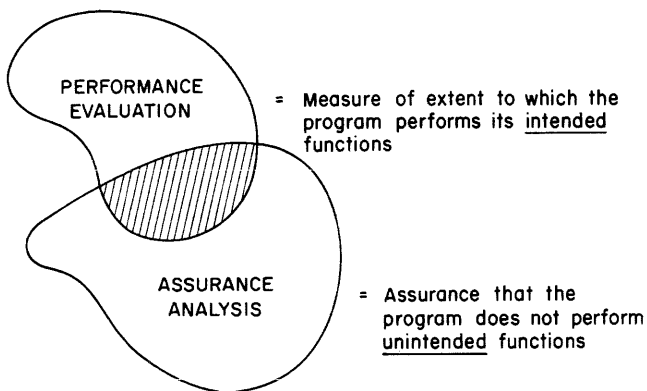 PERFORMANCE
EVALUATION
= Measure of extent to which the
program performs its intended
functions
ASSURANCE
ANALYSIS
= Assurance that the
program does not perform
unintended functions